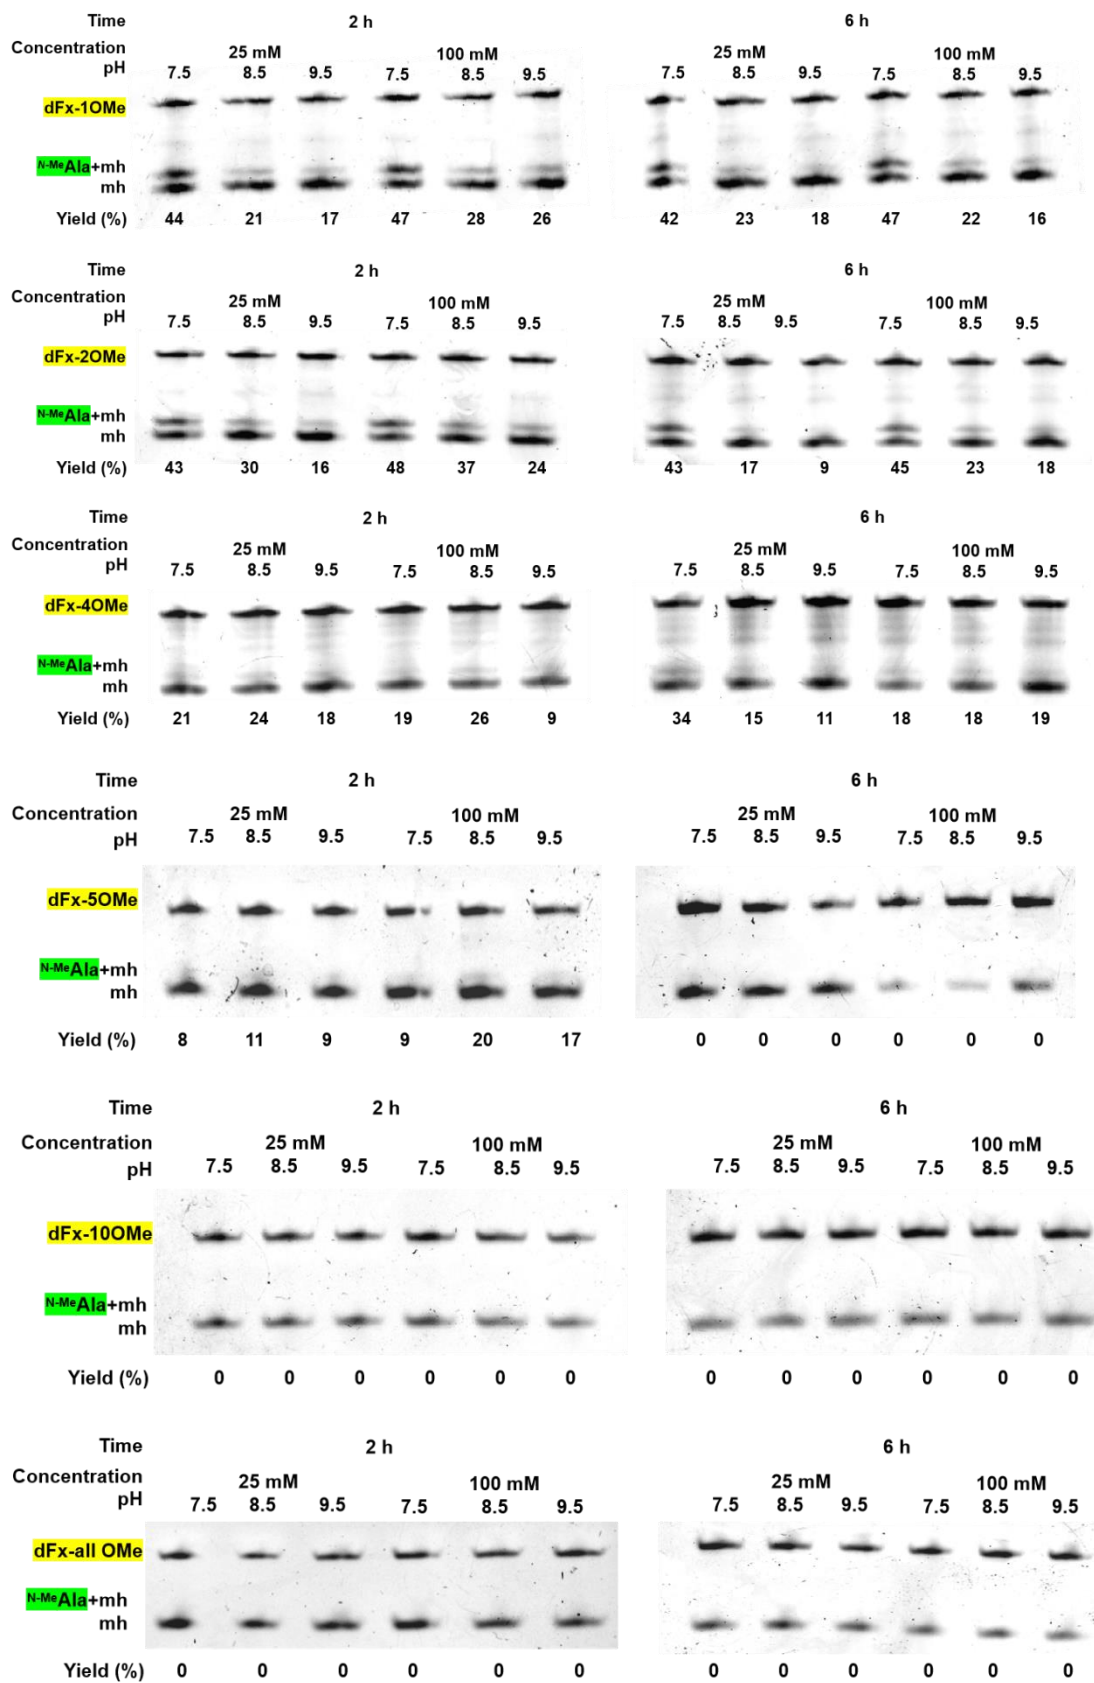 Time 2 h 6 h
Concentration 25 mM 100 mM 25 mM 100 mM
pH 7.5 8.5 9.5 7.5 8.5 9.5 7.5 8.5 9.5 7.5 8.5 9.5
dFx-1OMe
N-MeAla+mh
mh
Yield (%) 44 21 17 47 28 26 42 23 18 47 22 16
Time 2 h 6 h
Concentration 25 mM 100 mM 25 mM 100 mM
pH 7.5 8.5 9.5 7.5 8.5 9.5 7.5 8.5 9.5 7.5 8.5 9.5
dFx-2OMe
N-MeAla+mh
mh
Yield (%) 43 30 16 48 37 24 43 17 9 45 23 18
Time 2 h 6 h
Concentration 25 mM 100 mM 25 mM 100 mM
pH 7.5 8.5 9.5 7.5 8.5 9.5 7.5 8.5 9.5 7.5 8.5 9.5
dFx-4OMe
N-MeAla+mh
mh
Yield (%) 21 24 18 19 26 9 34 15 11 18 18 19
Time 2 h 6 h
Concentration 25 mM 100 mM 25 mM 100 mM
pH 7.5 8.5 9.5 7.5 8.5 9.5 7.5 8.5 9.5 7.5 8.5 9.5
dFx-5OMe
N-MeAla+mh
mh
Yield (%) 8 11 9 9 20 17 0 0 0 0 0 0
Time 2 h 6 h
Concentration 25 mM 100 mM 25 mM 100 mM
pH 7.5 8.5 9.5 7.5 8.5 9.5 7.5 8.5 9.5 7.5 8.5 9.5
dFx-10OMe
N-MeAla+mh
mh
Yield (%) 0 0 0 0 0 0 0 0 0 0 0 0
Time 2 h 6 h
Concentration 25 mM 100 mM 25 mM 100 mM
pH 7.5 8.5 9.5 7.5 8.5 9.5 7.5 8.5 9.5 7.5 8.5 9.5
dFx-all OMe
N-MeAla+mh
mh
Yield (%) 0 0 0 0 0 0 0 0 0 0 0 0